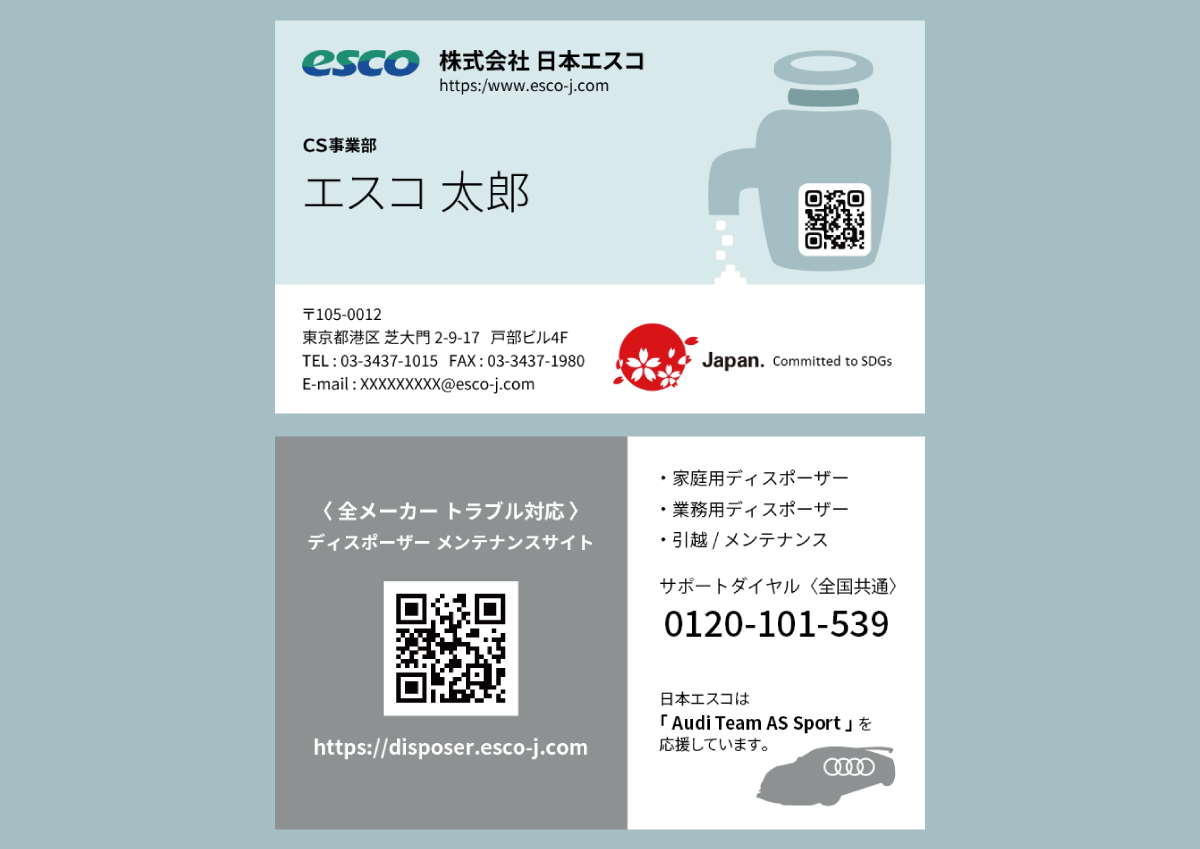 esco
株式会社 日本エスコ
https:/www.esco-j.com
CS事業部
エスコ 太郎
〒105-0012
東京都港区 芝大門 2-9-17 戸部ビル4F
TEL : 03-3437-1015 FAX : 03-3437-1980
E-mail : XXXXXXXXX@esco-j.com
Japan. Committed to SDGs
〈 全メーカー トラブル対応 〉
ディスポーザー メンテナンスサイト
https://disposer.esco-j.com
・家庭用ディスポーザー
・業務用ディスポーザー
・引越 / メンテナンス
サポートダイヤル〈全国共通〉
0120-101-539
日本エスコは
「 Audi Team AS Sport 」を
応援しています。